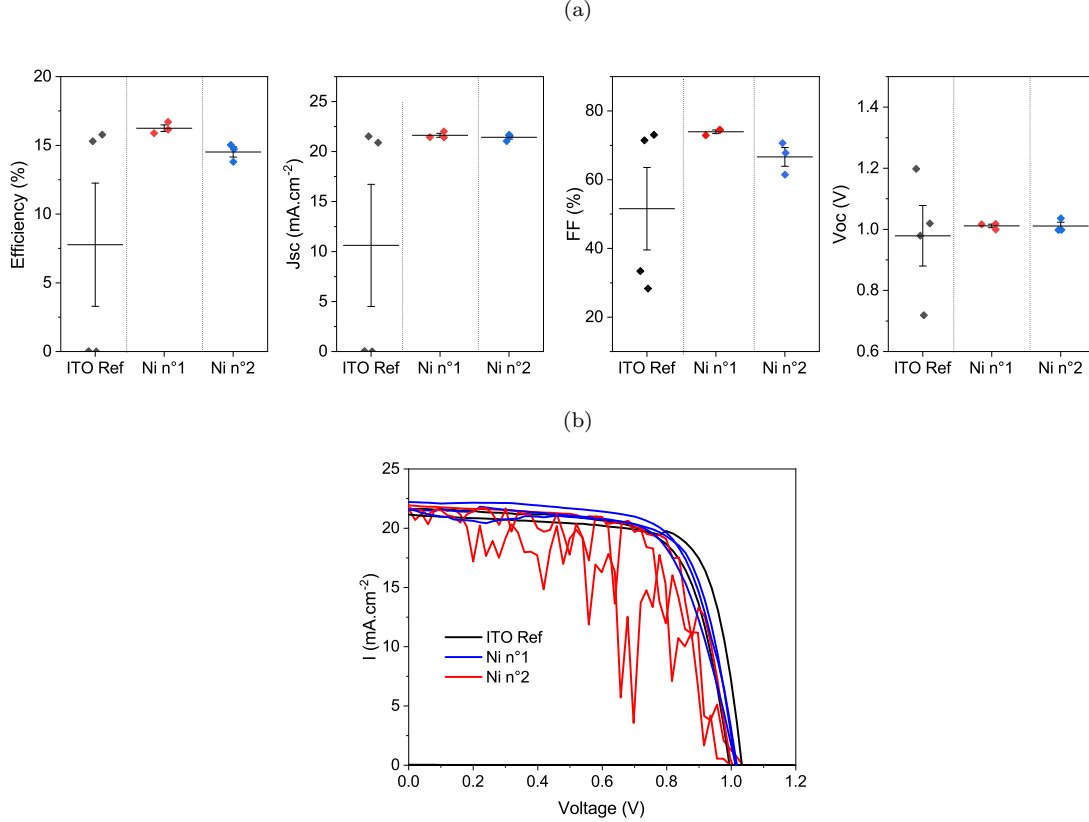 (a)
Efficiency (%)
20
15
10
5
0
ITO Ref Ni n°1 Ni n°2
Jsc (mA.cm-2)
25
20
15
10
5
0
ITO Ref Ni n°1 Ni n°2
FF (%)
80
60
40
20
ITO Ref Ni n°1 Ni n°2
Voc (V)
1.4
1.2
1.0
0.8
0.6
ITO Ref Ni n°1 Ni n°2
(b)
I (mA.cm-2)
25
20
15
10
5
0
ITO Ref
Ni n°1
Ni n°2
0.0 0.2 0.4 0.6 0.8 1.0 1.2
Voltage (V)